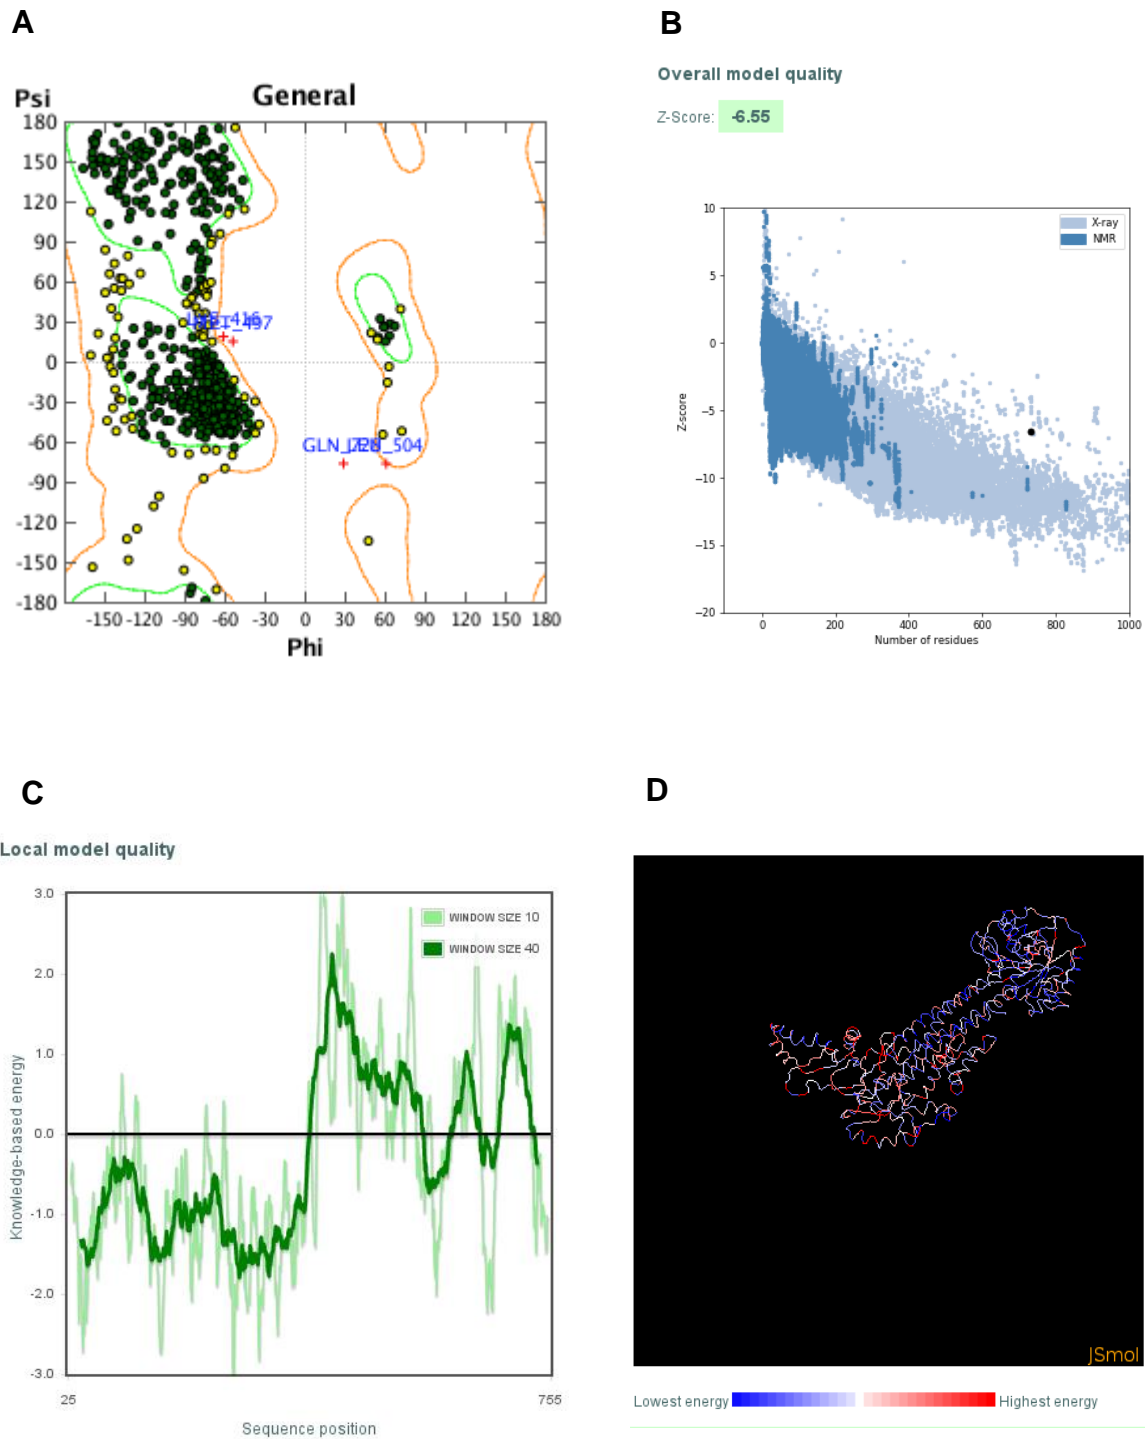 A
General
Psi
180
150
120
90
60
30
0
-30
-60
-90
-120
-150
-180
-150 -120 -90 -60 -30 0 30 60 90 120 150 180
Phi
GLN_728
LEU_504
B
Overall model quality
Z-Score: -6.55
10
5
0
−5
−10
−15
−20
Z-score
X-ray
NMR
0 200 400 600 800 1000
Number of residues
C
Local model quality
3.0
2.0
1.0
0.0
-1.0
-2.0
-3.0
Knowledge-based energy
WINDOW SIZE 10
WINDOW SIZE 40
25 755
Sequence position
D
JSmol
Lowest energy Highest energy